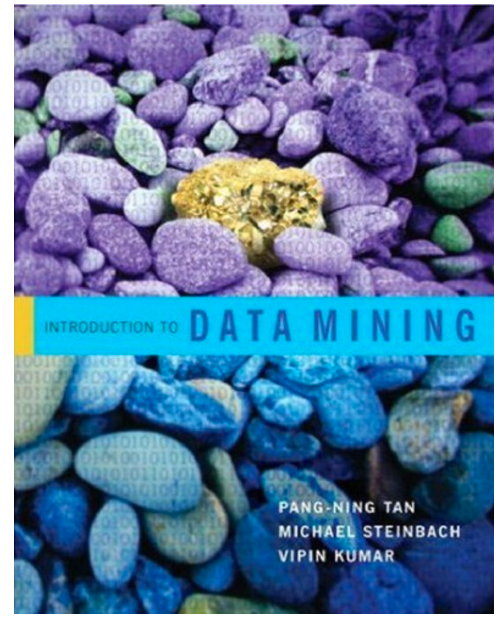 INTRODUCTION TO DATA MINING
PANG-NING TAN
MICHAEL STEINBACH
VIPIN KUMAR